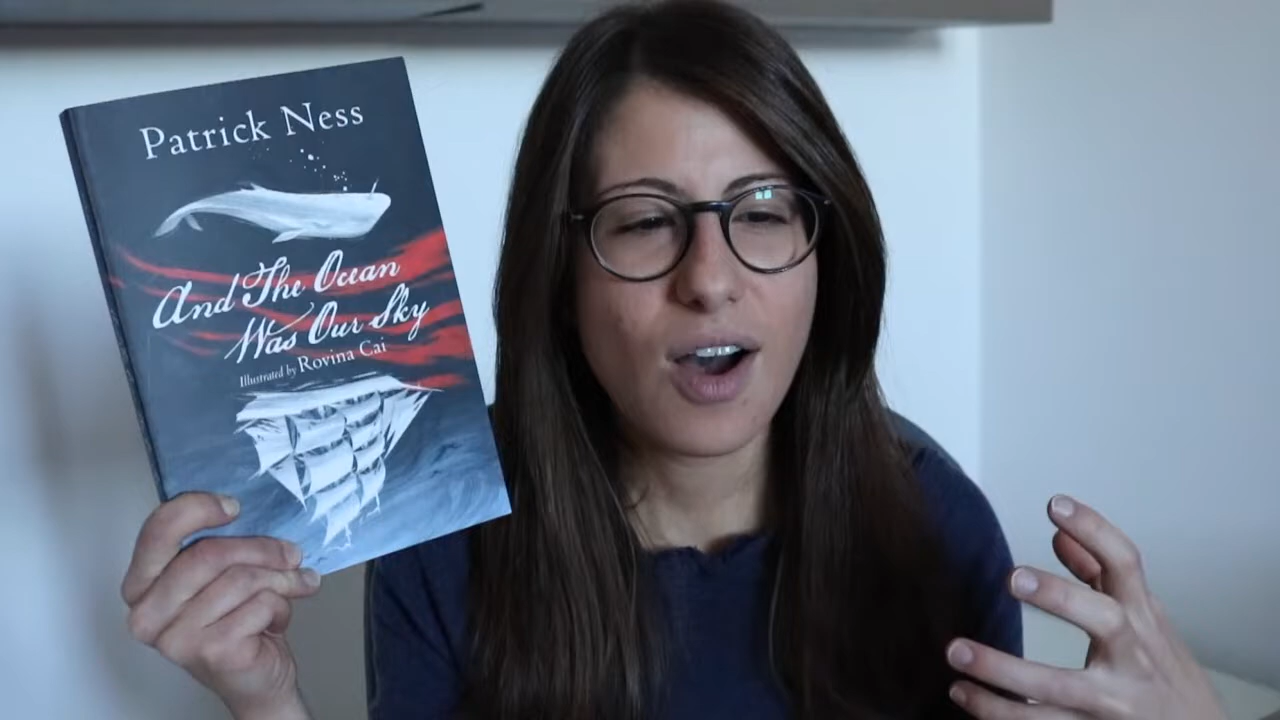 Patrick Ness
And The Ocean
Was Our Sky
Illustrated by Rovina Cai